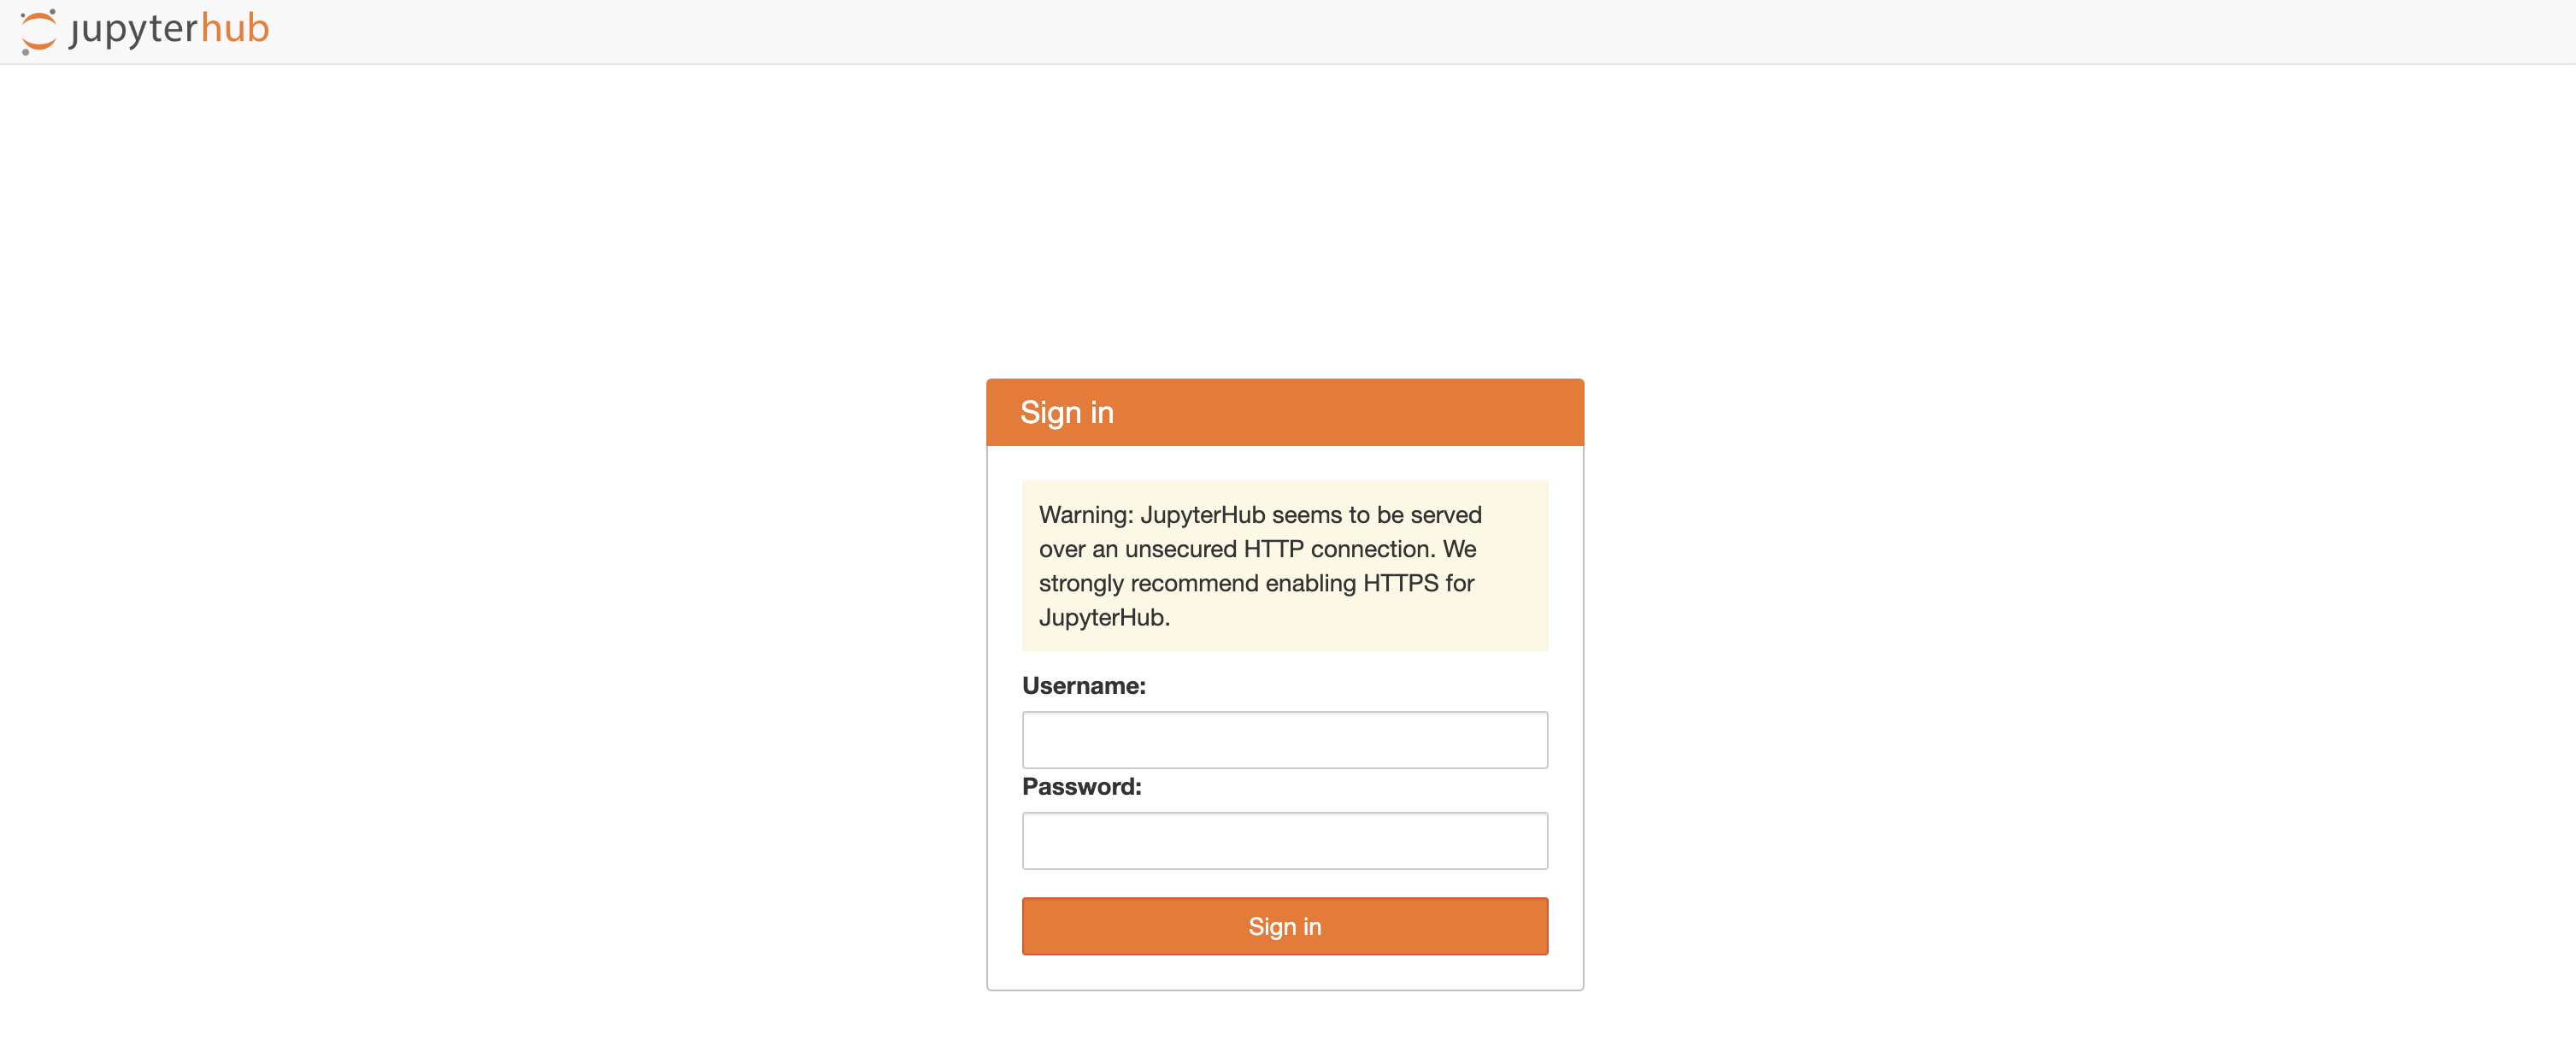 jupyterhub
Sign in
Warning: JupyterHub seems to be served
over an unsecured HTTP connection. We
strongly recommend enabling HTTPS for
JupyterHub.
Username:
Password:
Sign in